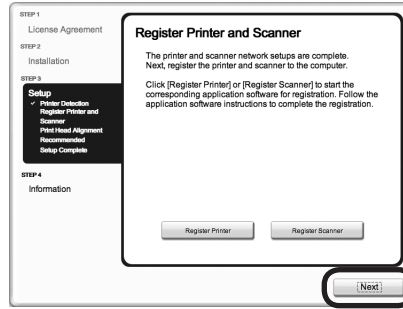 STEP 1
License Agreement
STEP 2
Installation
STEP 3
Setup
✓ Printer Detection
Register Printer and
Scanner
Print Head Alignment
Recommended
Setup Complete
STEP 4
Information
Register Printer and Scanner
The printer and scanner network setups are complete.
Next, register the printer and scanner to the computer.
Click [Register Printer] or [Register Scanner] to start the
corresponding application software for registration. Follow the
application software instructions to complete the registration.
Register Printer
Register Scanner
Next